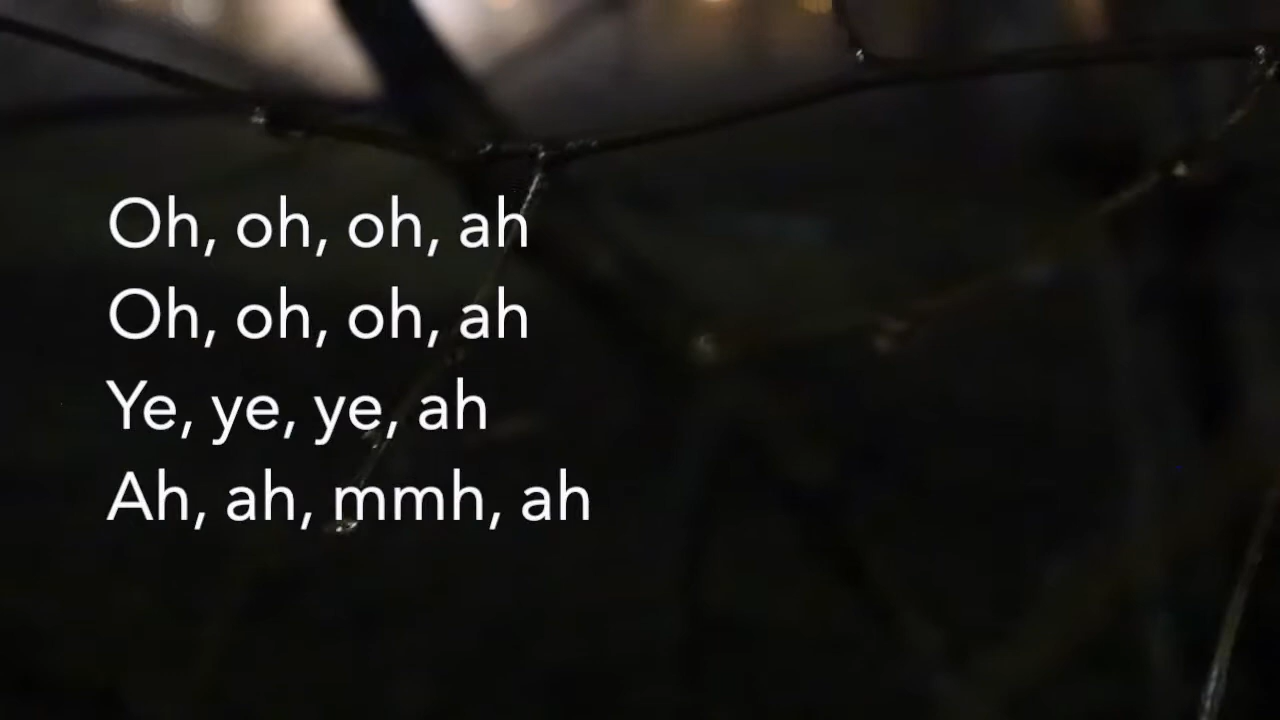 Oh, oh, oh, ah
Oh, oh, oh, ah
Ye, ye, ye, ah
Ah, ah, mmh, ah